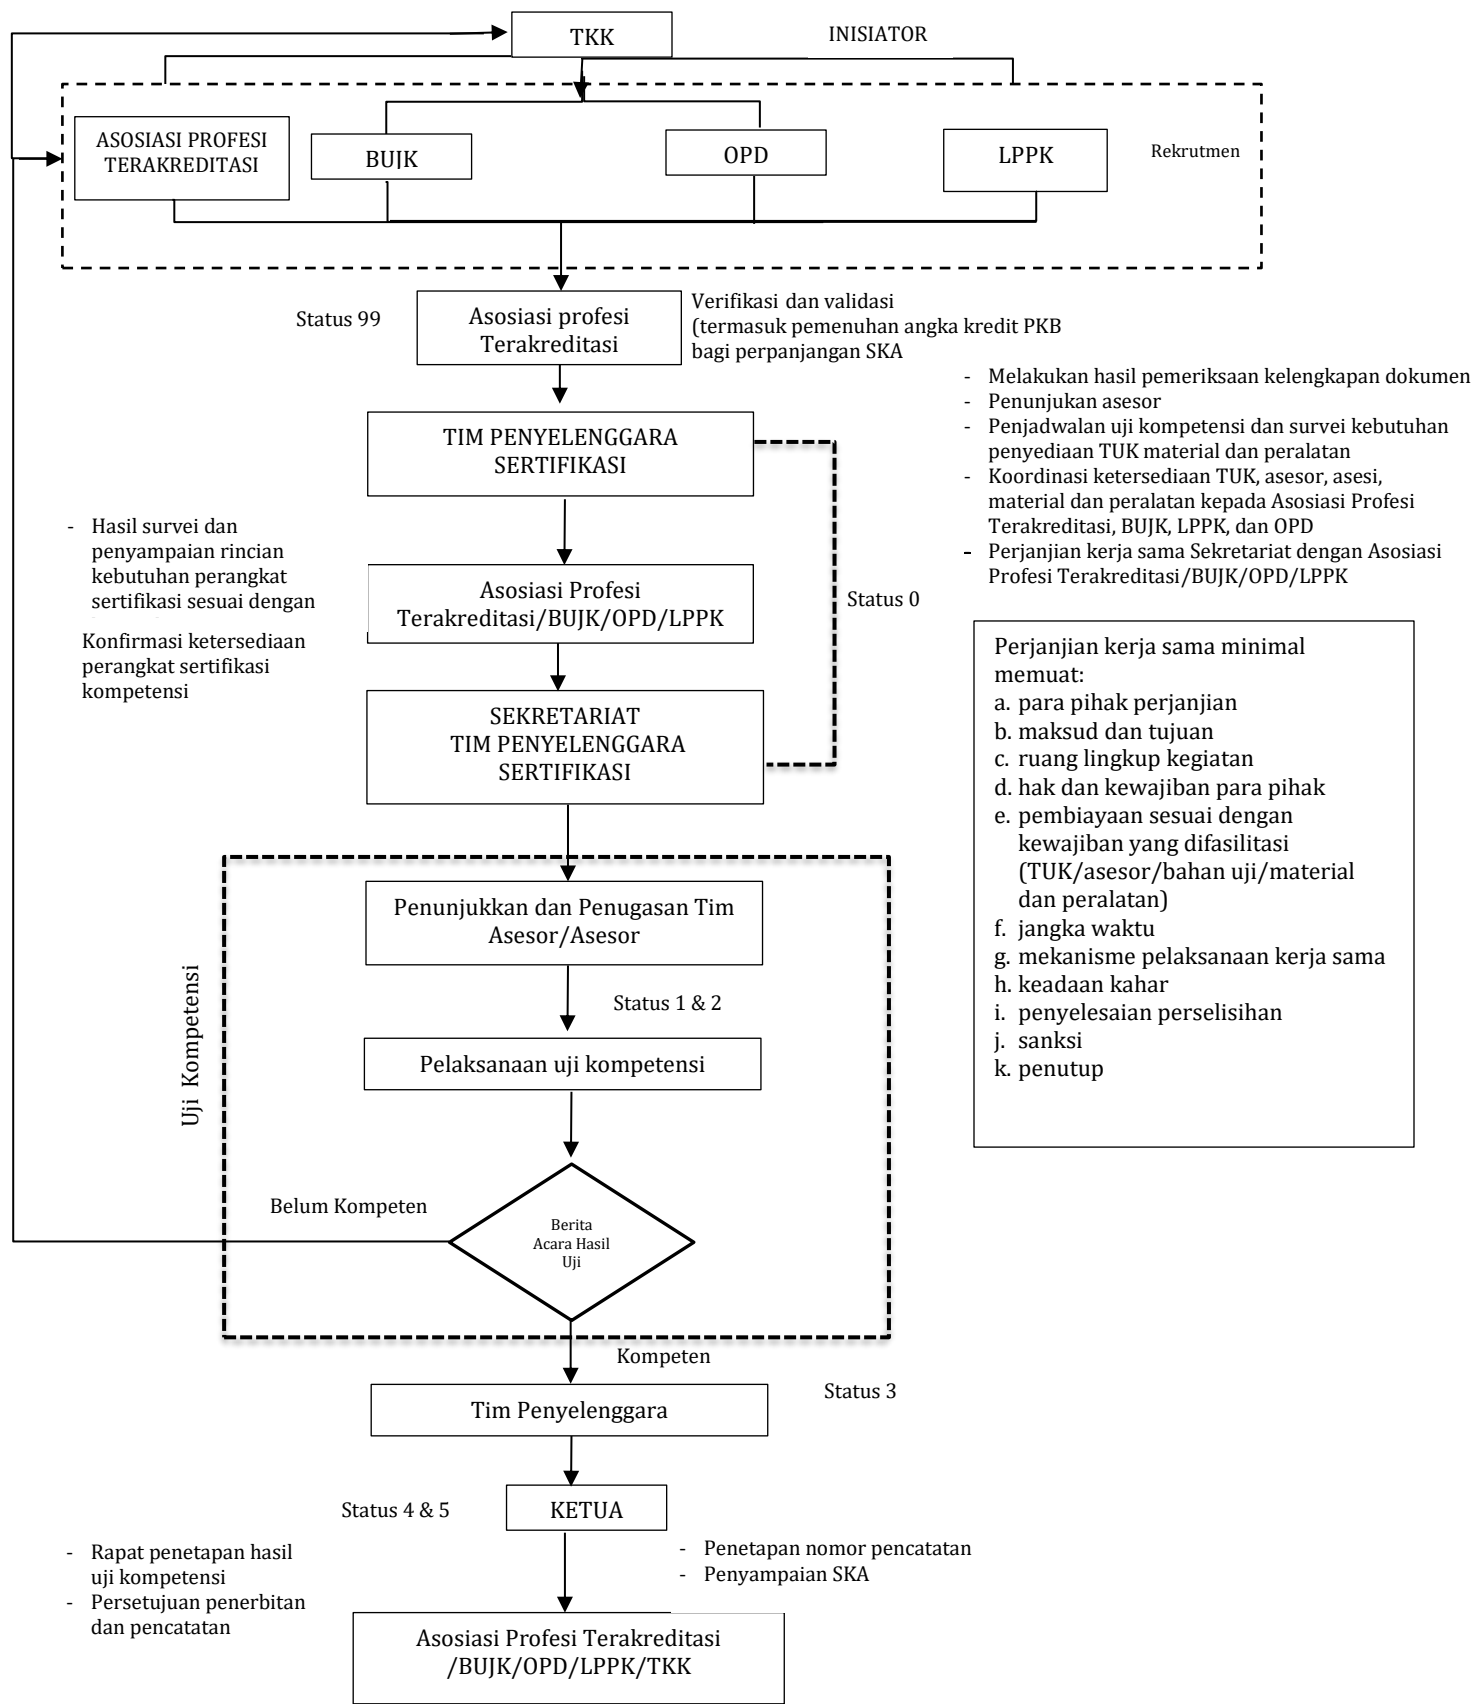 TKK
INISIATOR
ASOSIASI PROFESI
TERAKREDITASI
BUJK
OPD
LPPK
Rekrutmen
Status 99
Asosiasi profesi
Terakreditasi
Verifikasi dan validasi
(termasuk pemenuhan angka kredit PKB
bagi perpanjangan SKA
- Melakukan hasil pemeriksaan kelengkapan dokumen
- Penunjukan asesor
- Penjadwalan uji kompetensi dan survei kebutuhan
penyediaan TUK material dan peralatan
- Koordinasi ketersediaan TUK, asesor, asesi,
material dan peralatan kepada Asosiasi Profesi
Terakreditasi, BUJK, LPPK, dan OPD
- Perjanjian kerja sama Sekretariat dengan Asosiasi
Profesi Terakreditasi/BUJK/OPD/LPPK
TIM PENYELENGGARA
SERTIFIKASI
- Hasil survei dan
penyampaian rincian
kebutuhan perangkat
sertifikasi sesuai dengan
Konfirmasi ketersediaan
perangkat sertifikasi
kompetensi
Asosiasi Profesi
Terakreditasi/BUJK/OPD/LPPK
Status 0
SEKRETARIAT
TIM PENYELENGGARA
SERTIFIKASI
Perjanjian kerja sama minimal
memuat:
a. para pihak perjanjian
b. maksud dan tujuan
c. ruang lingkup kegiatan
d. hak dan kewajiban para pihak
e. pembiayaan sesuai dengan
kewajiban yang difasilitasi
(TUK/asesor/bahan uji/material
dan peralatan)
f. jangka waktu
g. mekanisme pelaksanaan kerja sama
h. keadaan kahar
i. penyelesaian perselisihan
j. sanksi
k. penutup
Uji Kompetensi
Penunjukkan dan Penugasan Tim
Asesor/Asesor
Status 1 & 2
Pelaksanaan uji kompetensi
Belum Kompeten
Berita
Acara Hasil
Uji
Kompeten
Status 3
Tim Penyelenggara
Status 4 & 5
KETUA
- Rapat penetapan hasil
uji kompetensi
- Persetujuan penerbitan
dan pencatatan
- Penetapan nomor pencatatan
- Penyampaian SKA
Asosiasi Profesi Terakreditasi
/BUJK/OPD/LPPK/TKK